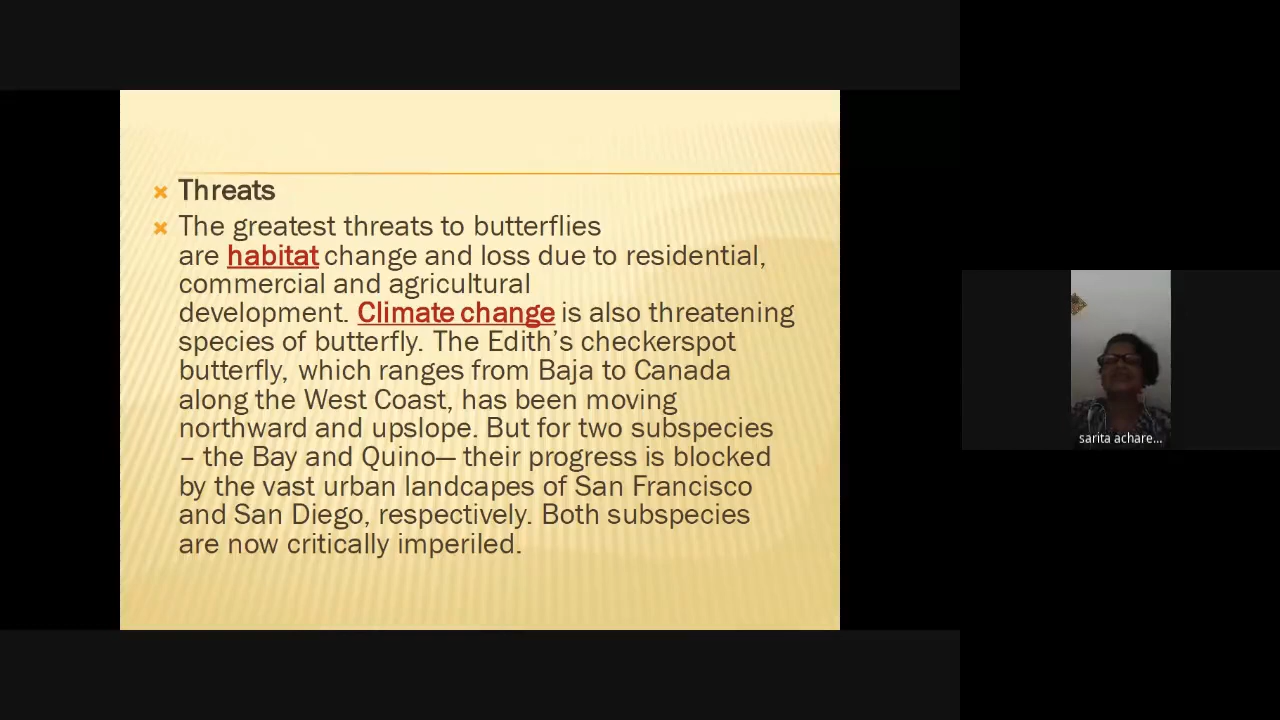 Threats
The greatest threats to butterflies
are habitat change and loss due to residential,
commercial and agricultural
development. Climate change is also threatening
species of butterfly. The Edith’s checkerspot
butterfly, which ranges from Baja to Canada
along the West Coast, has been moving
northward and upslope. But for two subspecies
– the Bay and Quino— their progress is blocked
by the vast urban landcapes of San Francisco
and San Diego, respectively. Both subspecies
are now critically imperiled.
sarita achare...